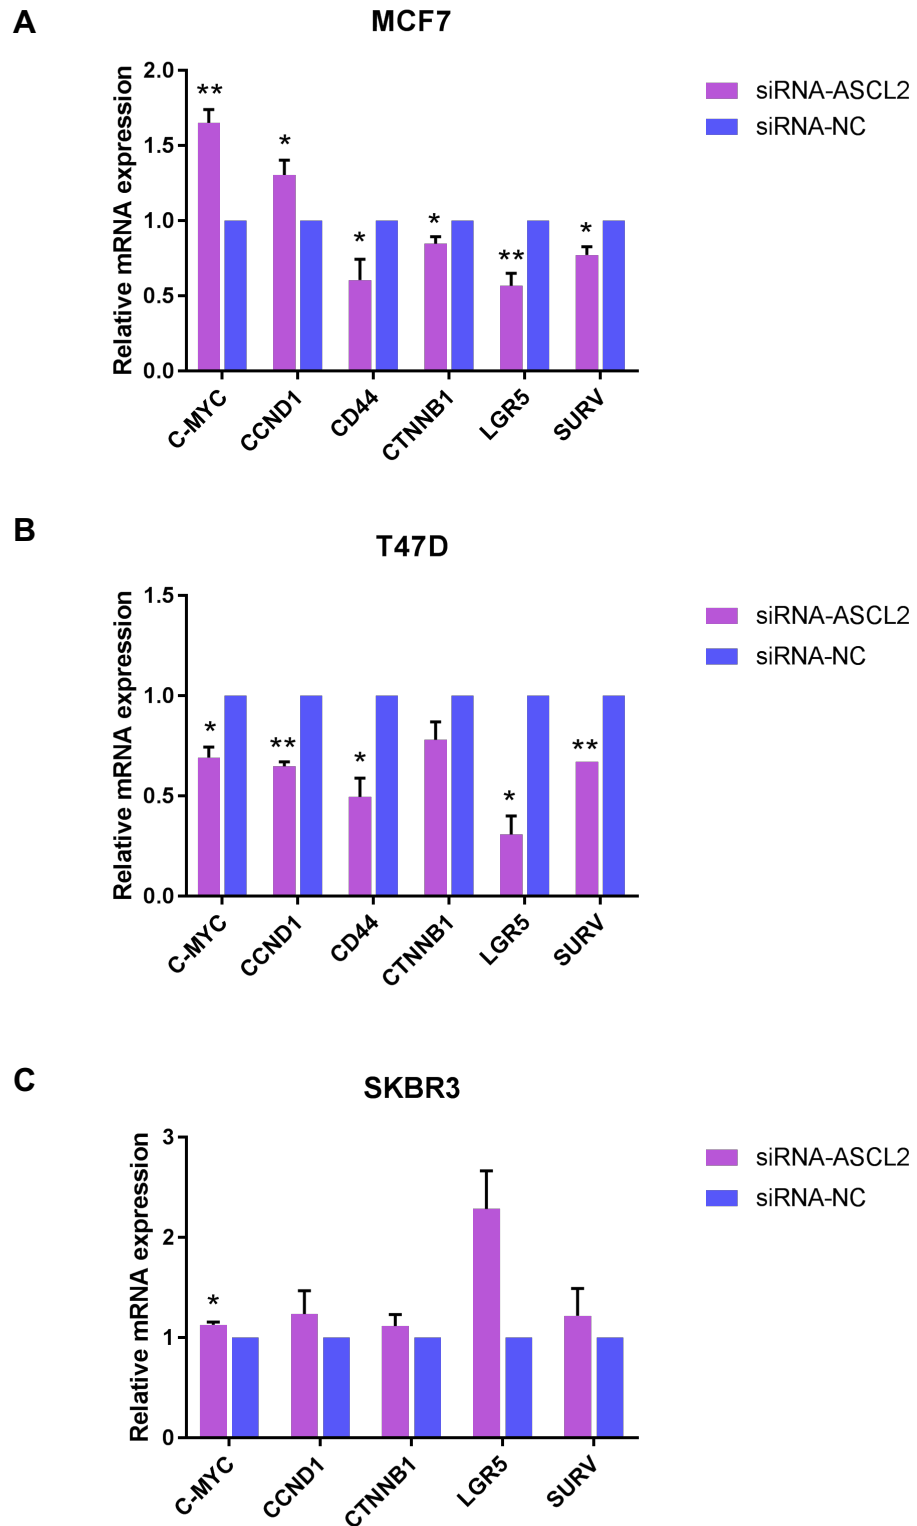 A
MCF7
Relative mRNA expression
2.0
1.5
1.0
0.5
0.0
**
*
*
*
**
*
C-MYC
CCND1
CD44
CTNNB1
LGR5
SURV
siRNA-ASCL2
siRNA-NC
B
T47D
Relative mRNA expression
1.5
1.0
0.5
0.0
*
**
*
*
**
C-MYC
CCND1
CD44
CTNNB1
LGR5
SURV
siRNA-ASCL2
siRNA-NC
C
SKBR3
Relative mRNA expression
3
2
1
0
*
C-MYC
CCND1
CTNNB1
LGR5
SURV
siRNA-ASCL2
siRNA-NC